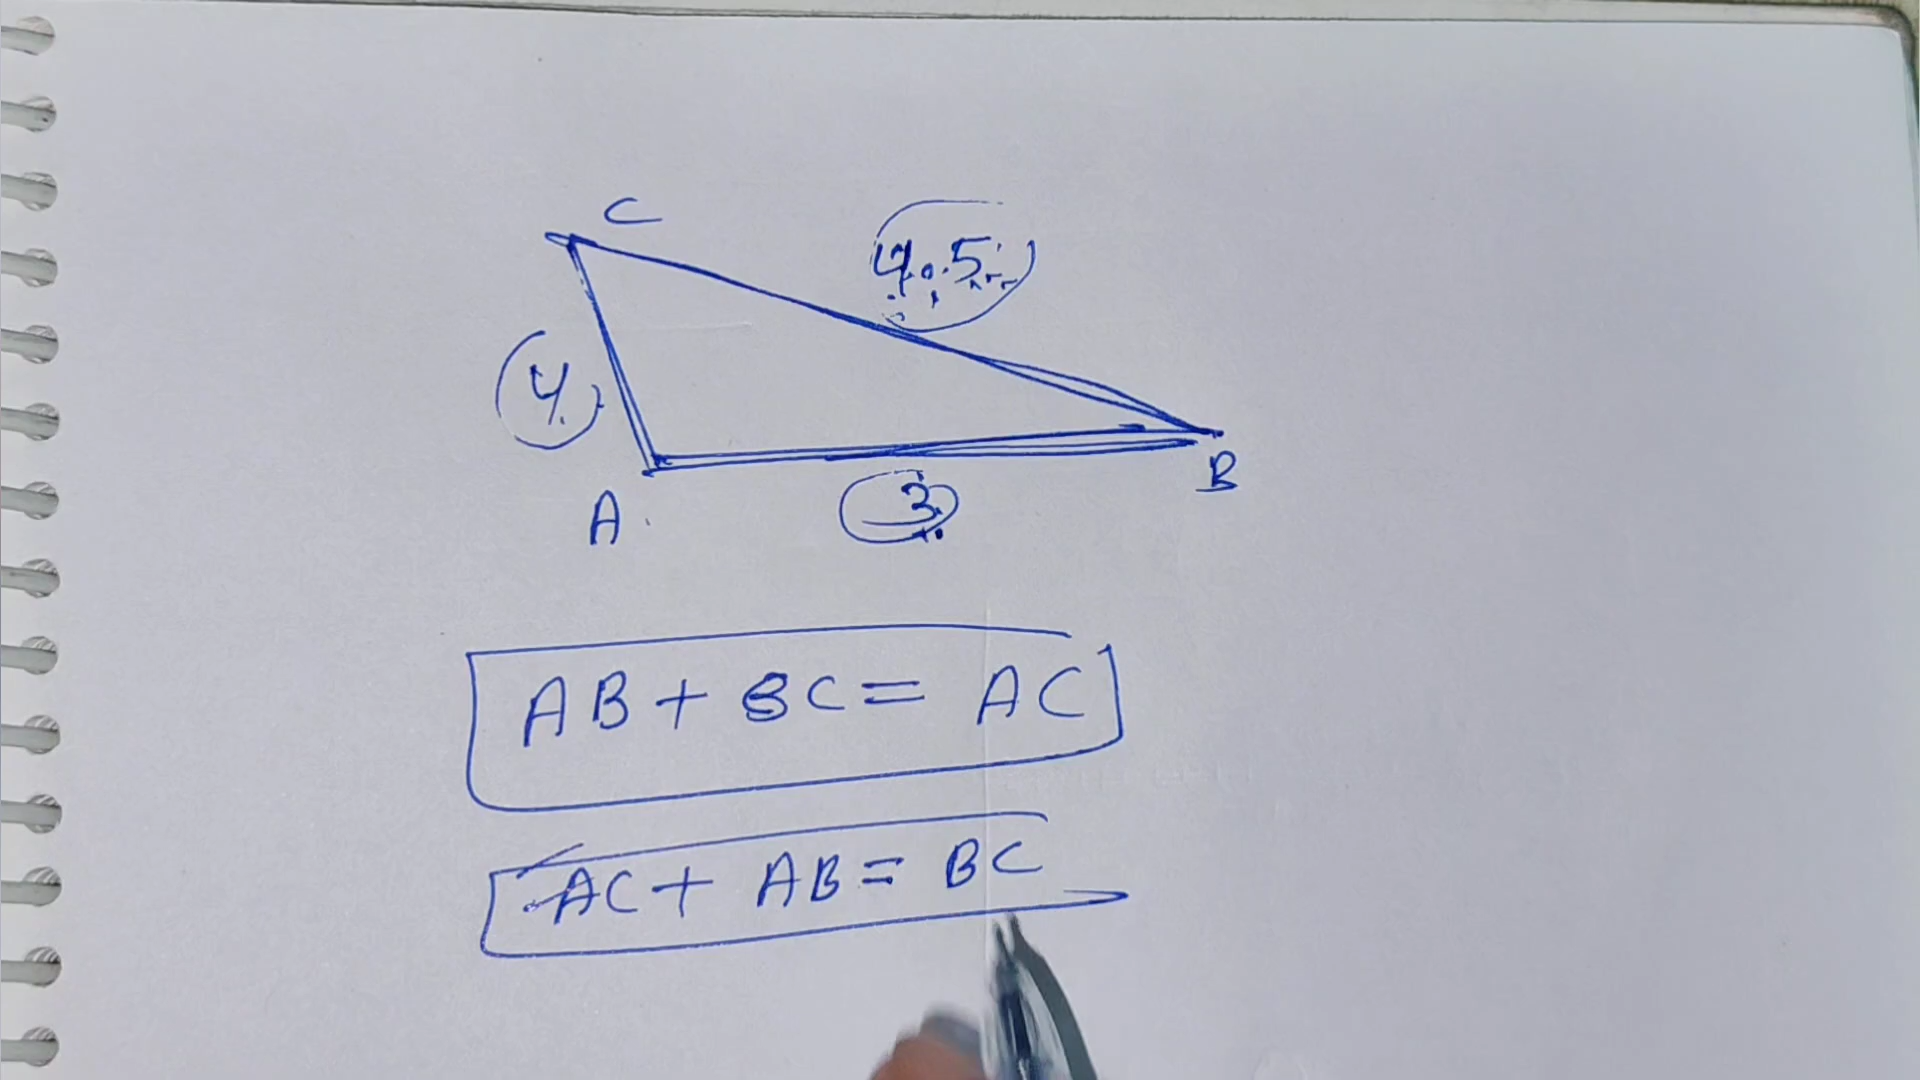 C
4.5
4
A
3
B
AB + BC = AC
AC + AB = BC